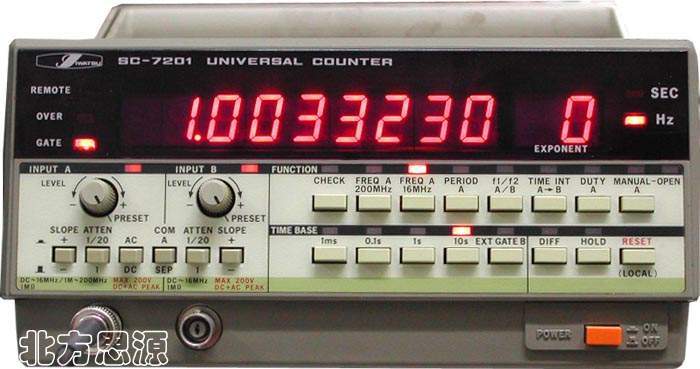 IWATSU SC-7201 UNIVERSAL COUNTER
REMOTE
OVER
GATE
1.0033230 0
EXPONENT
SEC
Hz
INPUT A INPUT B FUNCTION
LEVEL LEVEL
PRESET PRESET
CHECK FREQ A 200MHz FREQ A 16MHz PERIOD A f1/f2 A/B TIME INT A→B DUTY A MANUAL-OPEN A
SLOPE ATTEN AC COM ATTEN SLOPE
+ 1/20 A 1/20 +
TIME BASE
1ms 0.1s 1s 10s EXT GATE B DIFF HOLD RESET
(LOCAL)
− 1 DC SEP 1 −
DC~16MHz/1M~200MHz MAX 200V DC~16MHz MAX 200V
1MΩ DC+AC PEAK 1MΩ DC+AC PEAK
POWER ON
OFF
北方思源